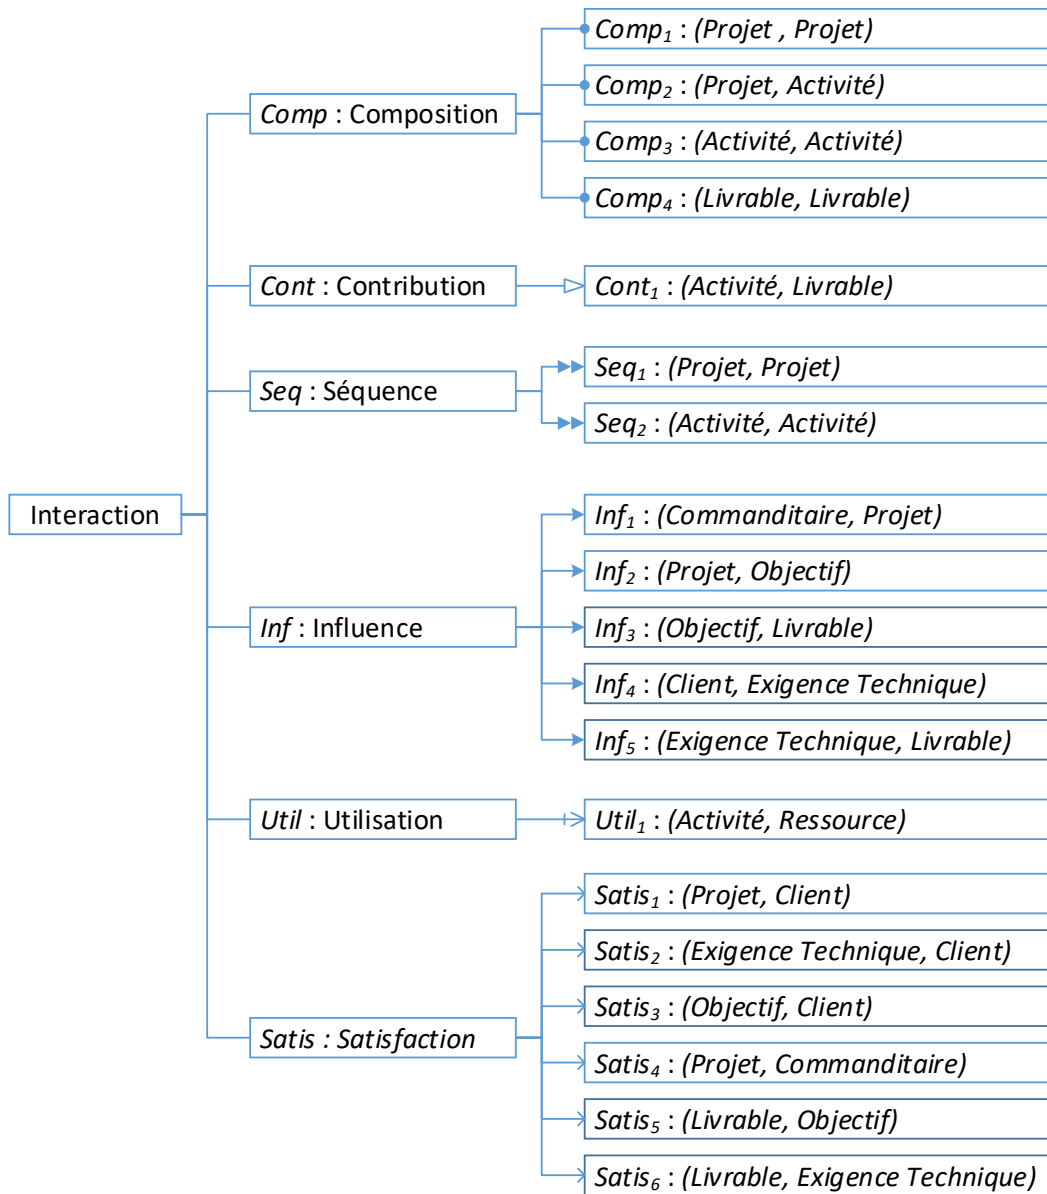 Interaction
Comp : Composition
Comp₁ : (Projet , Projet)
Comp₂ : (Projet, Activité)
Comp₃ : (Activité, Activité)
Comp₄ : (Livrable, Livrable)
Cont : Contribution
Cont₁ : (Activité, Livrable)
Seq : Séquence
Seq₁ : (Projet, Projet)
Seq₂ : (Activité, Activité)
Inf : Influence
Inf₁ : (Commanditaire, Projet)
Inf₂ : (Projet, Objectif)
Inf₃ : (Objectif, Livrable)
Inf₄ : (Client, Exigence Technique)
Inf₅ : (Exigence Technique, Livrable)
Util : Utilisation
Util₁ : (Activité, Ressource)
Satis : Satisfaction
Satis₁ : (Projet, Client)
Satis₂ : (Exigence Technique, Client)
Satis₃ : (Objectif, Client)
Satis₄ : (Projet, Commanditaire)
Satis₅ : (Livrable, Objectif)
Satis₆ : (Livrable, Exigence Technique)